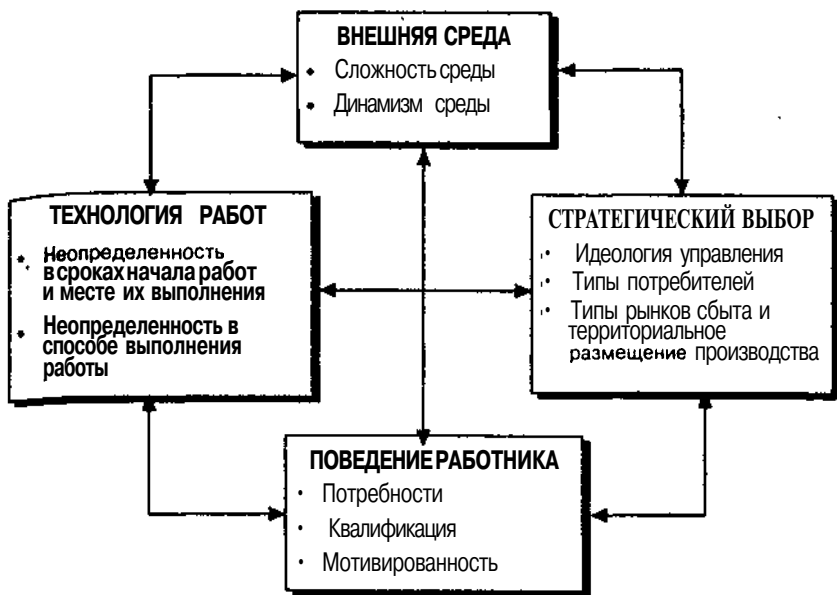 ВНЕШНЯЯ СРЕДА
• Сложность среды
• Динамизм среды
ТЕХНОЛОГИЯ РАБОТ
• Неопределенность
в сроках начала работ
и месте их выполнения
• Неопределенность в
способе выполнения
работы
СТРАТЕГИЧЕСКИЙ ВЫБОР
• Идеология управления
• Типы потребителей
• Типы рынков сбыта и
территориальное
размещение производства
ПОВЕДЕНИЕ РАБОТНИКА
• Потребности
• Квалификация
• Мотивированность